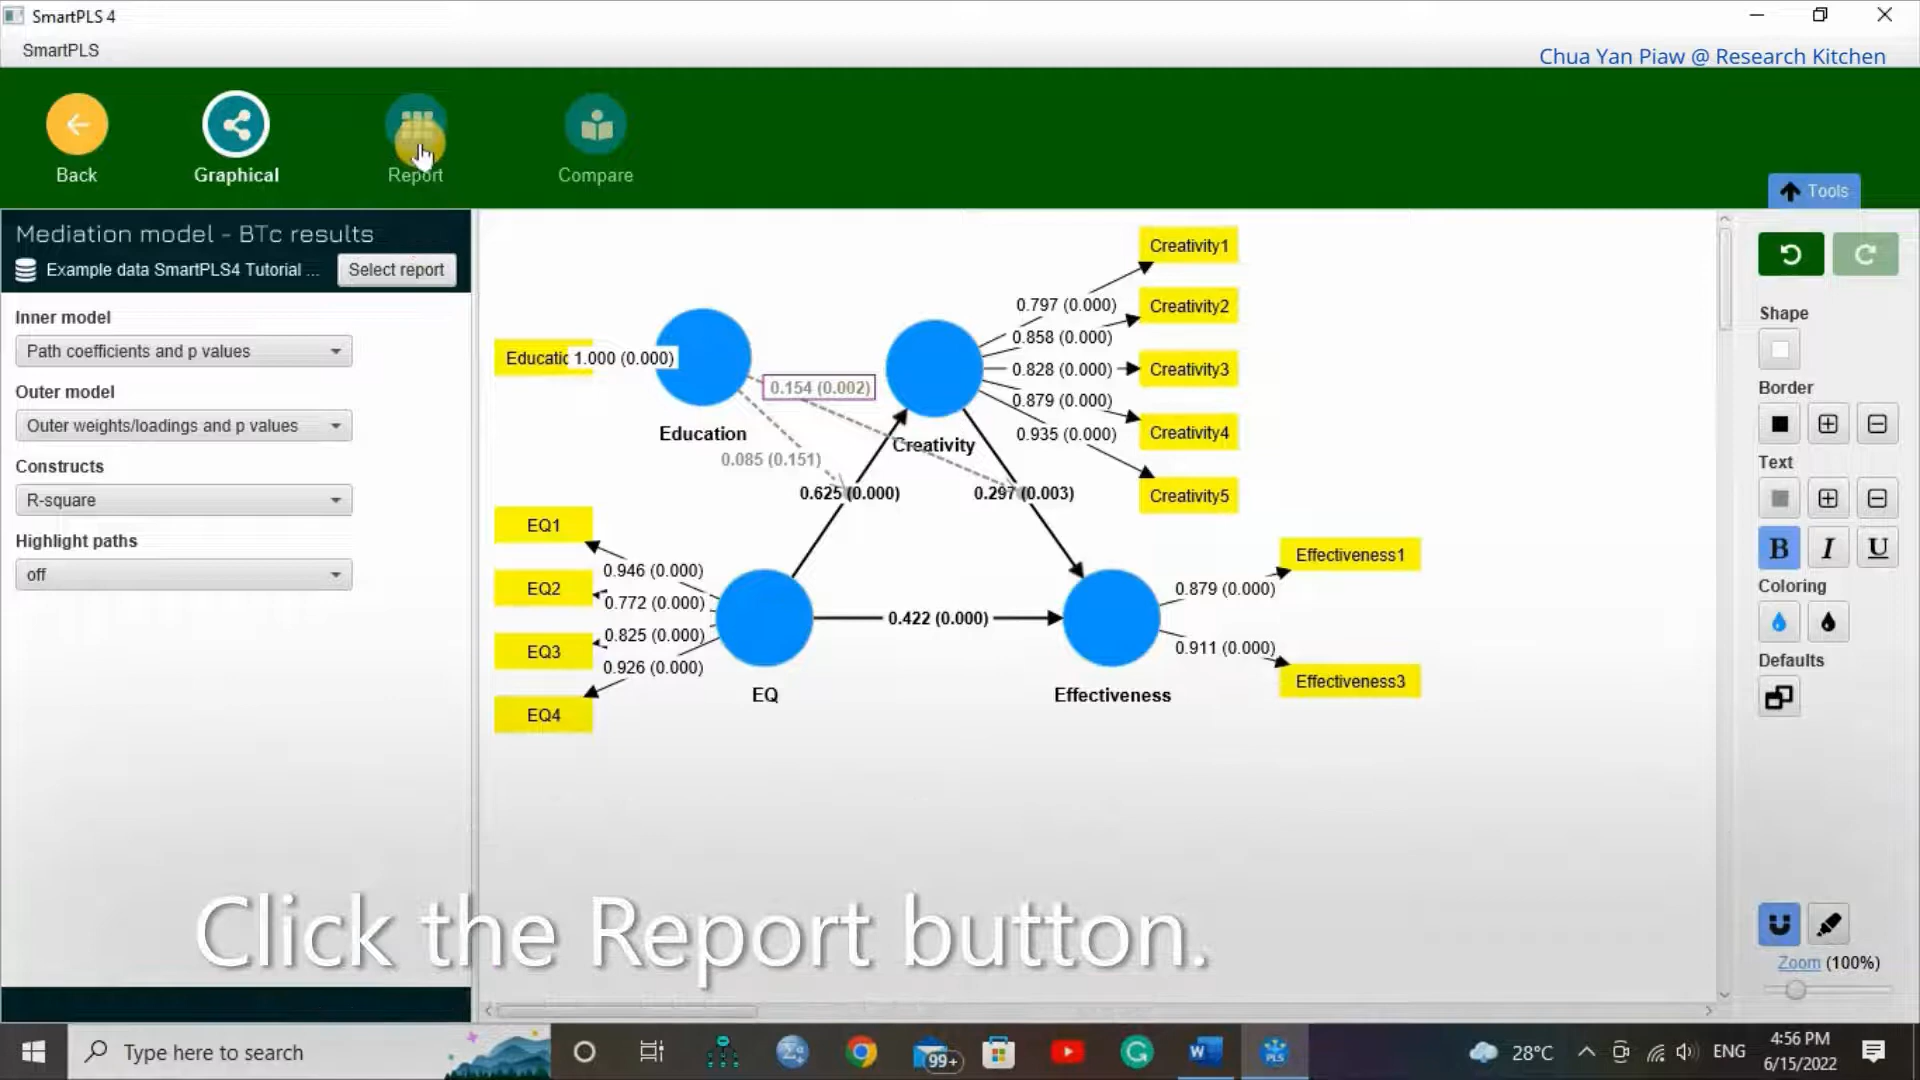 SmartPLS 4
SmartPLS
Chua Yan Piaw @ Research Kitchen
Back
Graphical
Report
Compare
Tools
Mediation model - BTc results
Example data SmartPLS4 Tutorial ...
Select report
Inner model
Path coefficients and p values
Outer model
Outer weights/loadings and p values
Constructs
R-square
Highlight paths
off
Creativity1
0.797 (0.000)
Creativity2
0.858 (0.000)
Educatic
1.000 (0.000)
0.828 (0.000)
Creativity3
0.154 (0.002)
0.879 (0.000)
Education
Creativity
0.935 (0.000)
Creativity4
0.085 (0.151)
0.625 (0.000)
0.297 (0.003)
Creativity5
EQ1
Effectiveness1
0.946 (0.000)
EQ2
0.879 (0.000)
0.772 (0.000)
0.422 (0.000)
0.825 (0.000)
EQ3
0.911 (0.000)
0.926 (0.000)
Effectiveness3
EQ
Effectiveness
EQ4
Shape
Border
Text
B I U
Coloring
Defaults
Zoom (100%)
Click the Report button.
Type here to search
99+
PLS
28°C
ENG
4:56 PM
6/15/2022